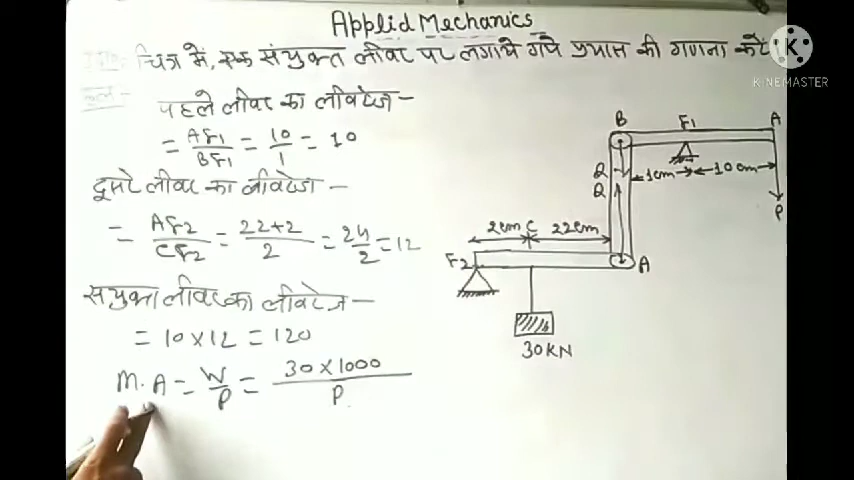 Applid Mechanics
चित्र में, एक संयुक्त लीवर पर लगाये गये प्रयास की गणना करें
K
KINEMASTER
पहले लीवर का लीवरेज -
= AF1/BF1 = 10/1 = 10
दूसरे लीवर का लीवरेज -
= AF2/CF2 = 22+2/2 = 24/2 = 12
संयुक्त लीवर का लीवरेज -
= 10 × 12 = 120
M.A = W/P = 30 × 1000/P
B F1 A
Q
Q
1cm 10cm
P
2cm C 22cm
F2 A
30KN